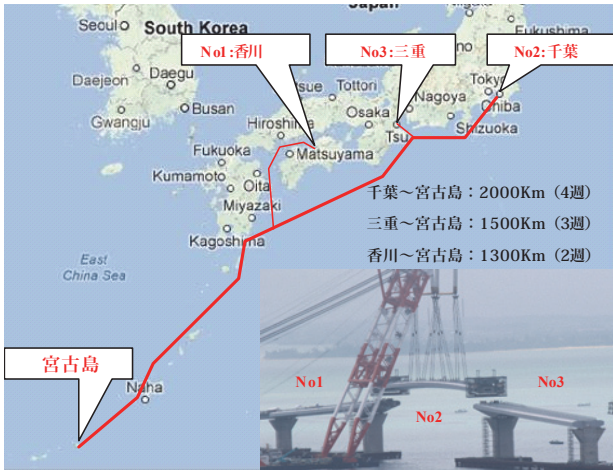 Japan
Niigata
Fukushima
Seoul
South Korea
No1:香川
No3:三重
No2:千葉
Daejeon
Daegu
Gwangju
Busan
Tottori
Tokyo
Chiba
Nagoya
Osaka
Shizuoka
Tsu
Hiroshima
Matsuyama
Fukuoka
Kumamoto
Oita
Miyazaki
Kagoshima
千葉～宮古島：2000Km（4週）
三重～宮古島：1500Km（3週）
香川～宮古島：1300Km（2週）
East
China Sea
宮古島
Naha
No1
No2
No3